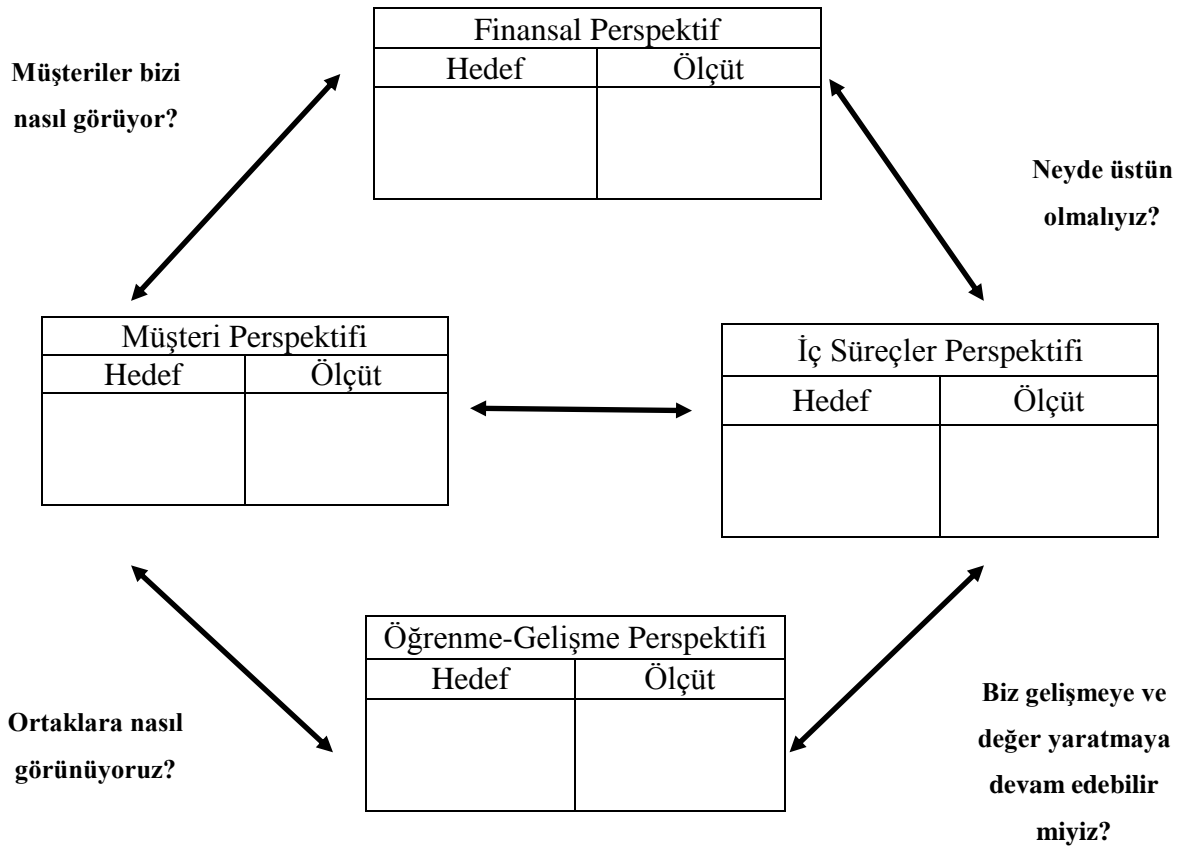 Finansal Perspektif
Hedef Ölçüt
Müşteriler bizi
nasıl görüyor?
Neyde üstün
olmalıyız?
Müşteri Perspektifi
Hedef Ölçüt
İç Süreçler Perspektifi
Hedef Ölçüt
Öğrenme-Gelişme Perspektifi
Hedef Ölçüt
Ortaklara nasıl
görünüyoruz?
Biz gelişmeye ve
değer yaratmaya
devam edebilir
miyiz?